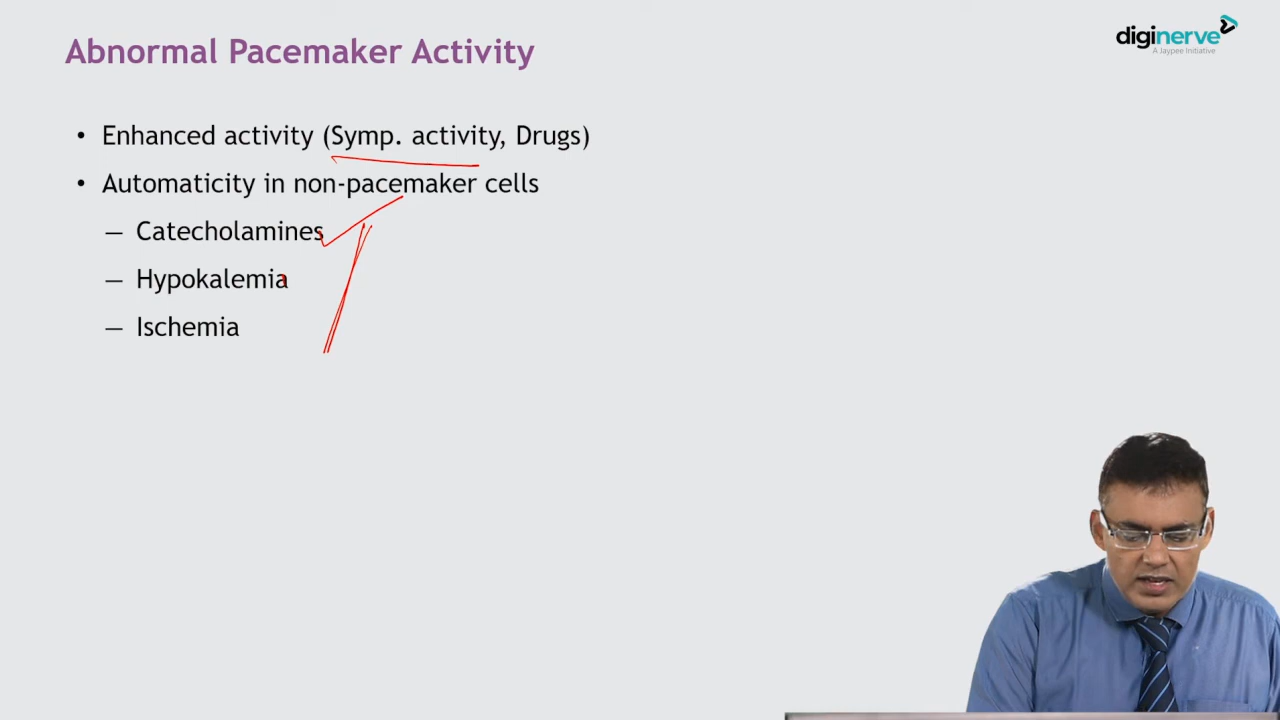 Abnormal Pacemaker Activity
diginerve
A Jaypee Initiative
• Enhanced activity (Symp. activity, Drugs)
• Automaticity in non-pacemaker cells
– Catecholamines
– Hypokalemia
– Ischemia